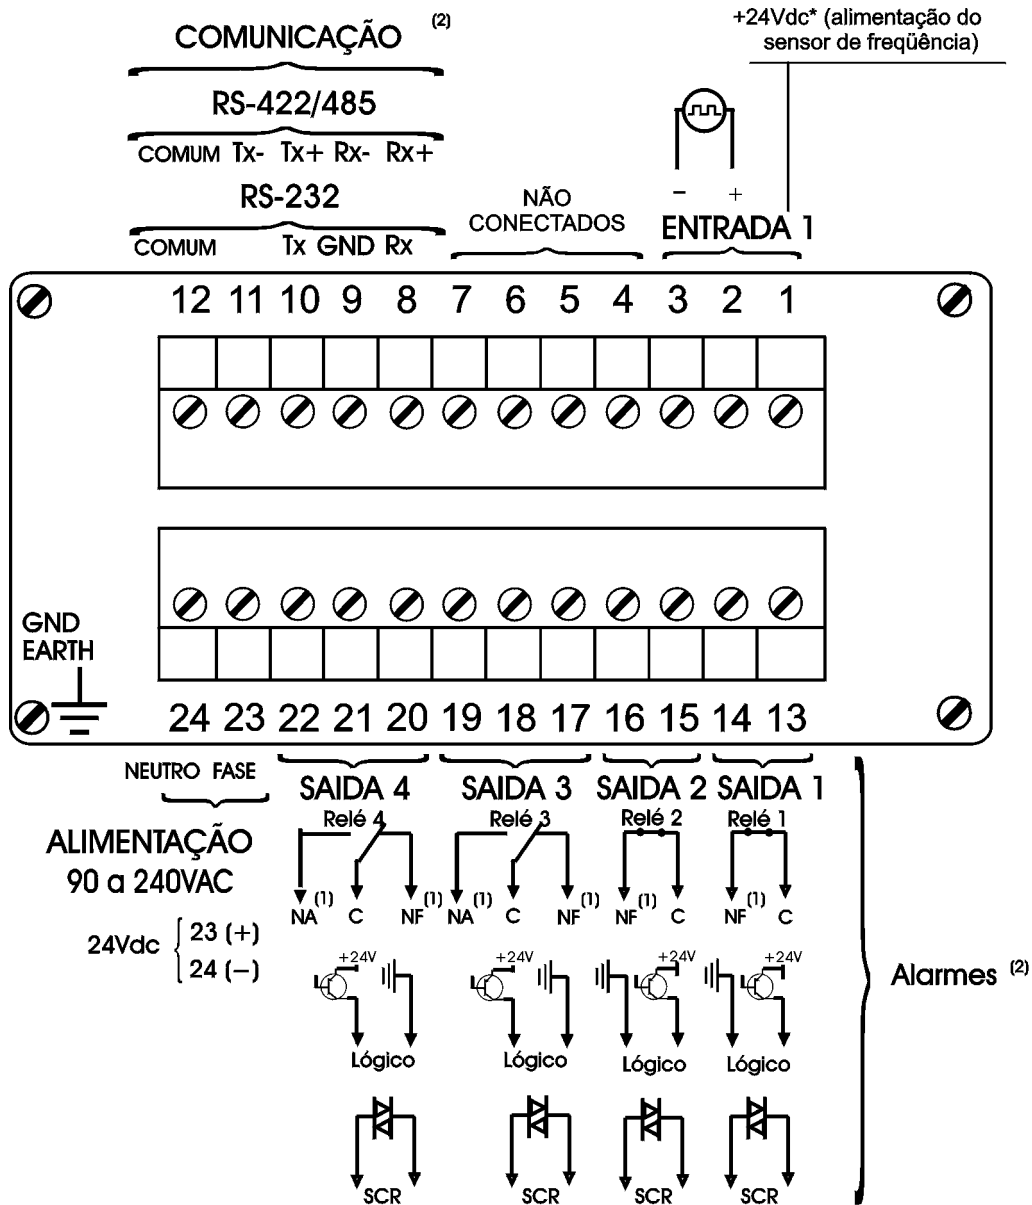 COMUNICAÇÃO (2)
+24Vdc* (alimentação do
sensor de freqüência)
RS-422/485
COMUM Tx- Tx+ Rx- Rx+
RS-232
COMUM Tx GND Rx
NÃO
CONECTADOS
− +
ENTRADA 1
12 11 10 9 8 7 6 5 4 3 2 1
GND
EARTH
24 23 22 21 20 19 18 17 16 15 14 13
NEUTRO FASE
ALIMENTAÇÃO
90 a 240VAC
24Vdc
23 (+)
24 (−)
SAIDA 4 SAIDA 3 SAIDA 2 SAIDA 1
Relé 4 Relé 3 Relé 2 Relé 1
NA (1) C NF (1) NA (1) C NF (1) NF (1) C NF (1) C
+24V +24V +24V +24V
Lógico Lógico Lógico Lógico
SCR SCR SCR SCR
Alarmes (2)